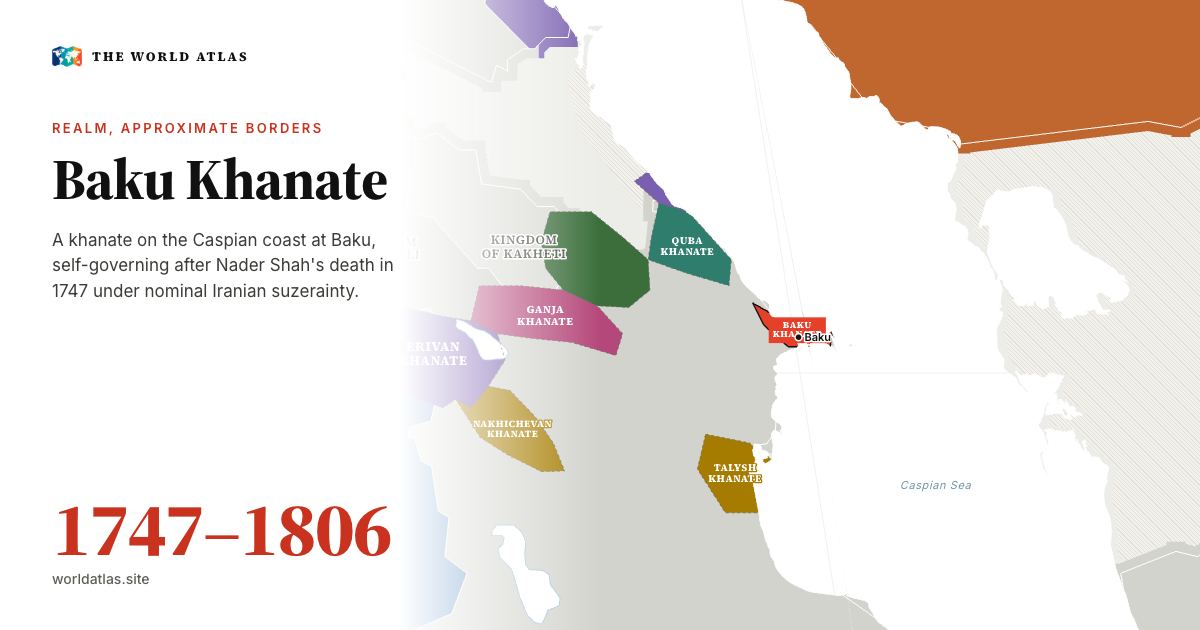 THE WORLD ATLAS
REALM, APPROXIMATE BORDERS
Baku Khanate
A khanate on the Caspian coast at Baku,
self-governing after Nader Shah's death in
1747 under nominal Iranian suzerainty.
1747–1806
worldatlas.site
KINGDOM
OF KAKHETI
QUBA
KHANATE
GANJA
KHANATE
BAKU
Baku
ERIVAN
KHANATE
NAKHICHEVAN
KHANATE
TALYSH
KHANATE
Caspian Sea